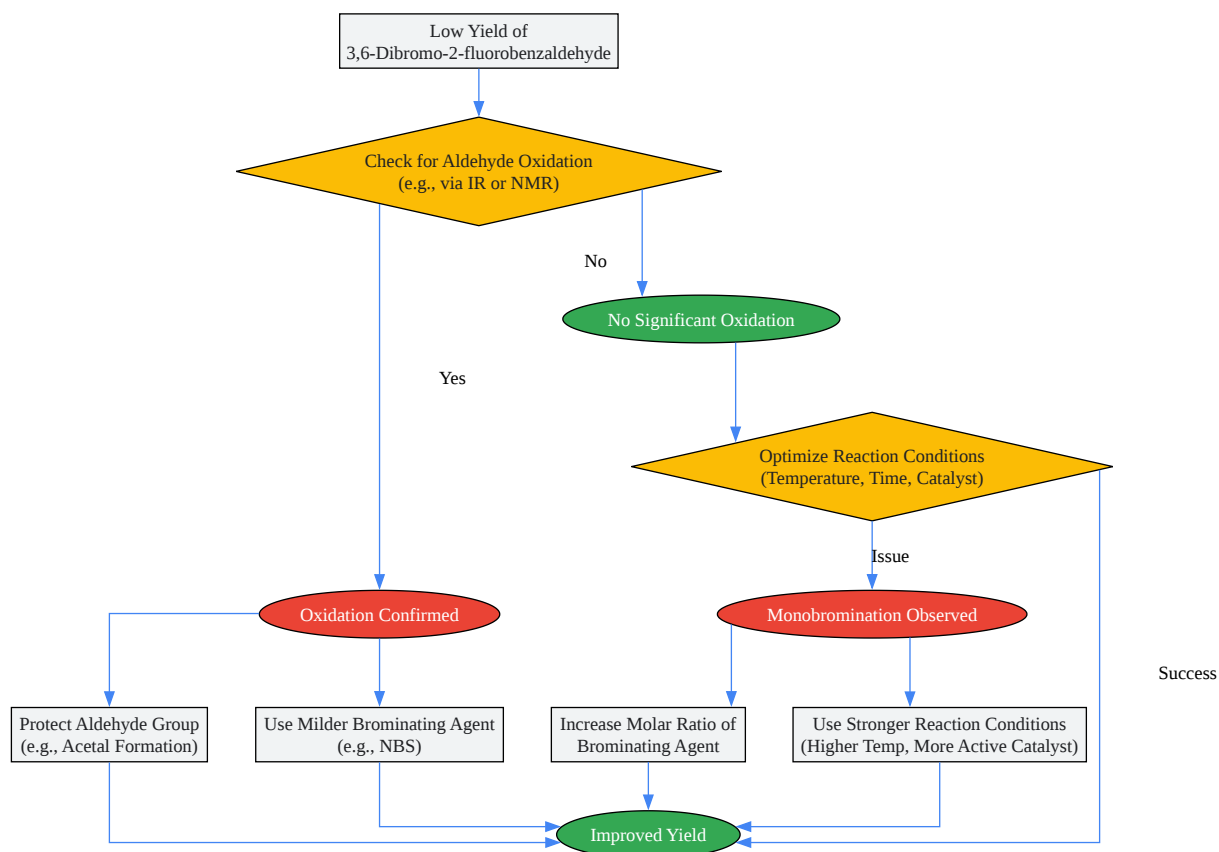 Low Yield of
3,6-Dibromo-2-fluorobenzaldehyde
Check for Aldehyde Oxidation
(e.g., via IR or NMR)
No
No Significant Oxidation
Yes
Optimize Reaction Conditions
(Temperature, Time, Catalyst)
Issue
Oxidation Confirmed
Monobromination Observed
Success
Protect Aldehyde Group
(e.g., Acetal Formation)
Use Milder Brominating Agent
(e.g., NBS)
Increase Molar Ratio of
Brominating Agent
Use Stronger Reaction Conditions
(Higher Temp, More Active Catalyst)
Improved Yield